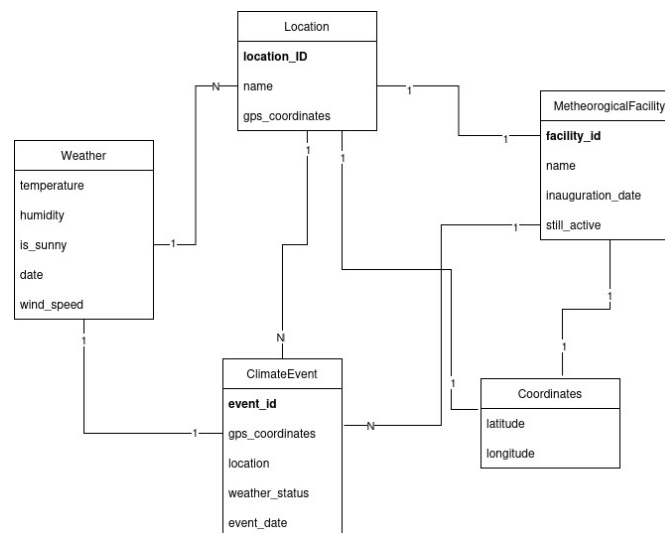 Location
location_ID
name
gps_coordinates
N
1
1
1
1
MetheorogicalFacility
facility_id
name
inauguration_date
still_active
1
1
Weather
temperature
humidity
is_sunny
date
wind_speed
1
1
N
1
1
ClimateEvent
event_id
gps_coordinates
location
weather_status
event_date
1
N
1
Coordinates
latitude
longitude